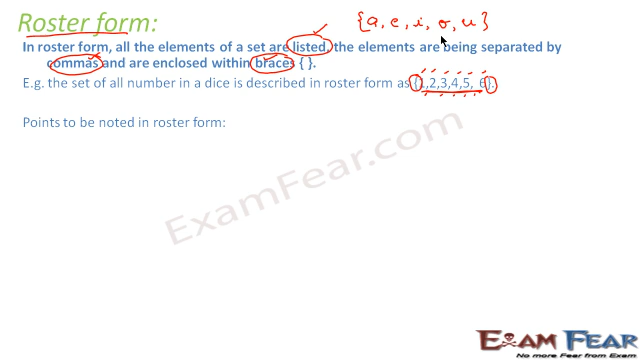 Roster form:
{a, e, i, o, u}
In roster form, all the elements of a set are listed, the elements are being separated by
commas and are enclosed within braces { }.
E.g. the set of all number in a dice is described in roster form as {1,2,3,4,5, 6}.
Points to be noted in roster form:
ExamFear.com
EXAM FEAR
No more Fear from Exam